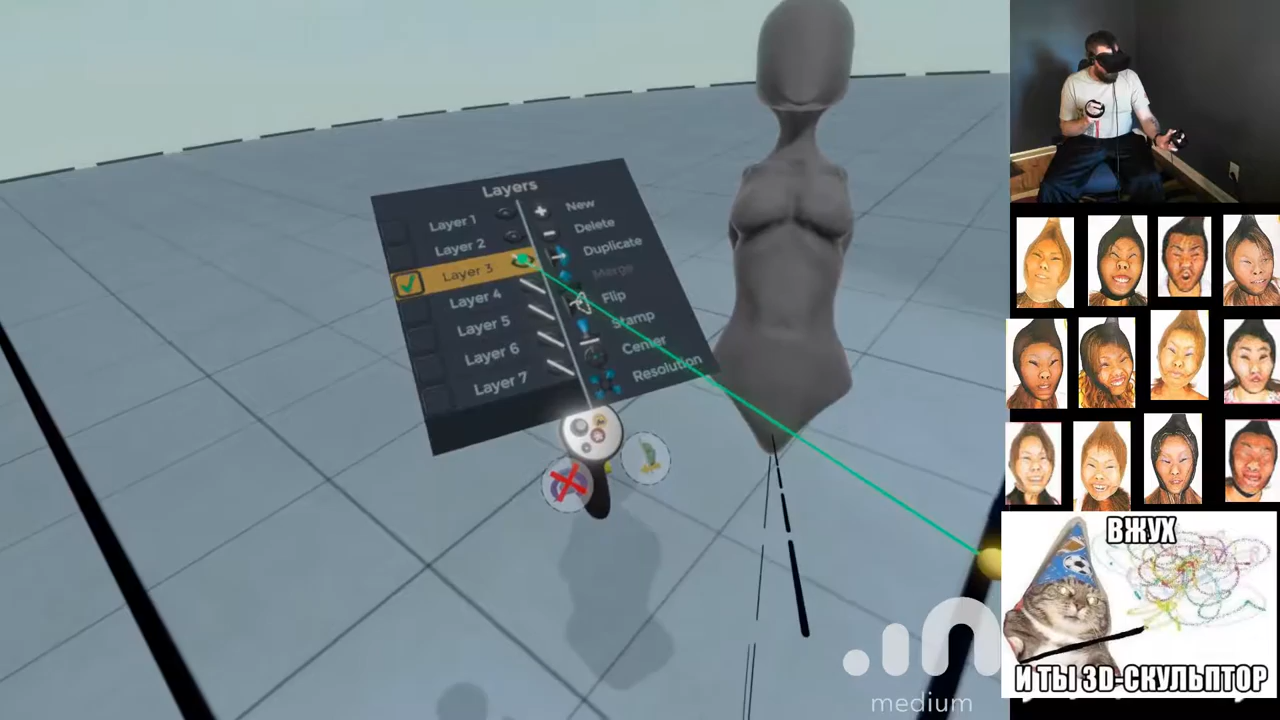 Layers
Layer 1
Layer 2
Layer 3
Layer 4
Layer 5
Layer 6
Layer 7
New
Delete
Duplicate
Merge
Flip
Stamp
Center
Resolution
medium
ВЖУХ
И ТЫ 3D-СКУЛЬПТОР